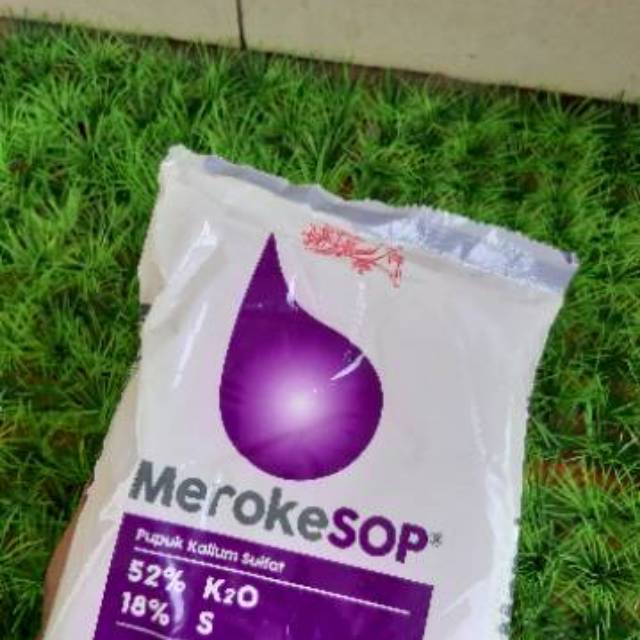 MerokeSOP®
Pupuk Kalium Sulfat
52% K₂O
18% S